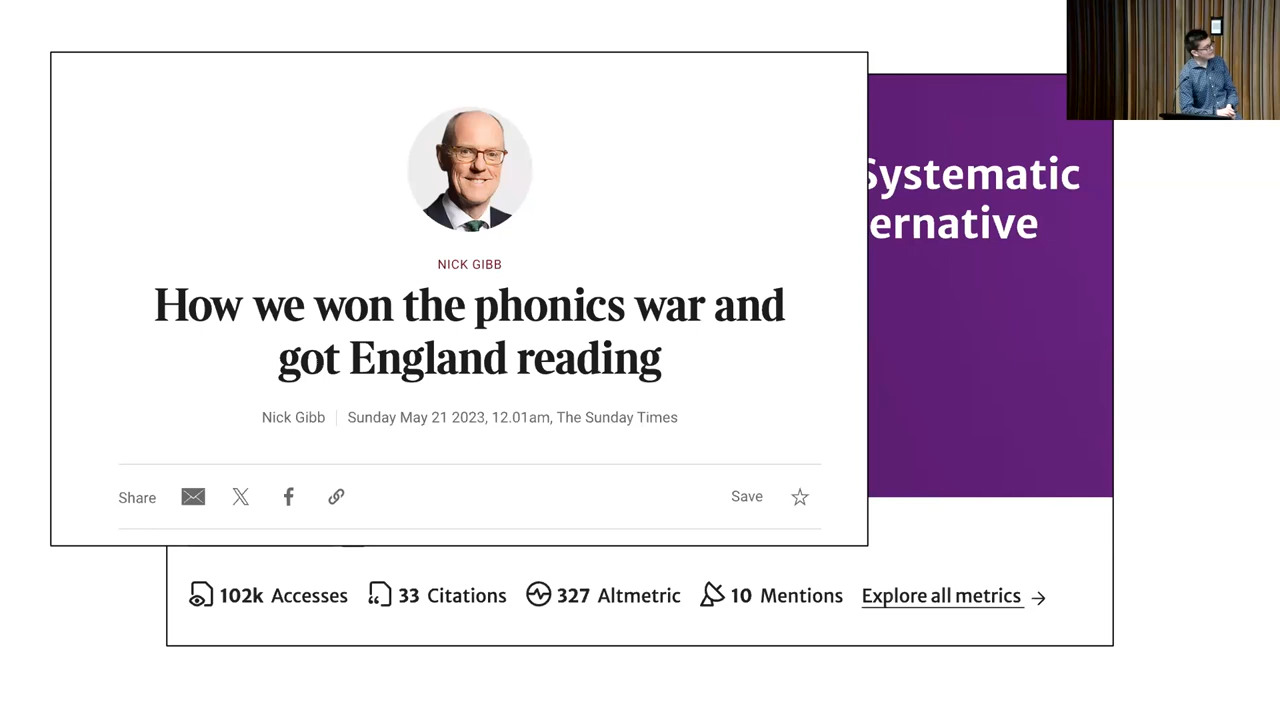 NICK GIBB
How we won the phonics war and
got England reading
Nick Gibb
Sunday May 21 2023, 12.01am, The Sunday Times
Share
Save
Systematic
ernative
102k Accesses
33 Citations
327 Altmetric
10 Mentions
Explore all metrics →